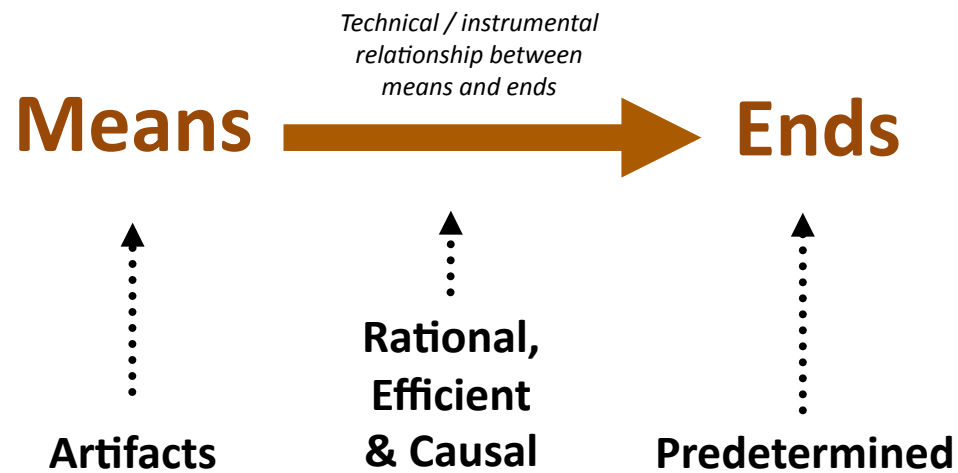 Technical / instrumental
relationship between
means and ends
Means
Ends
Rational,
Efficient
& Causal
Artifacts
Predetermined